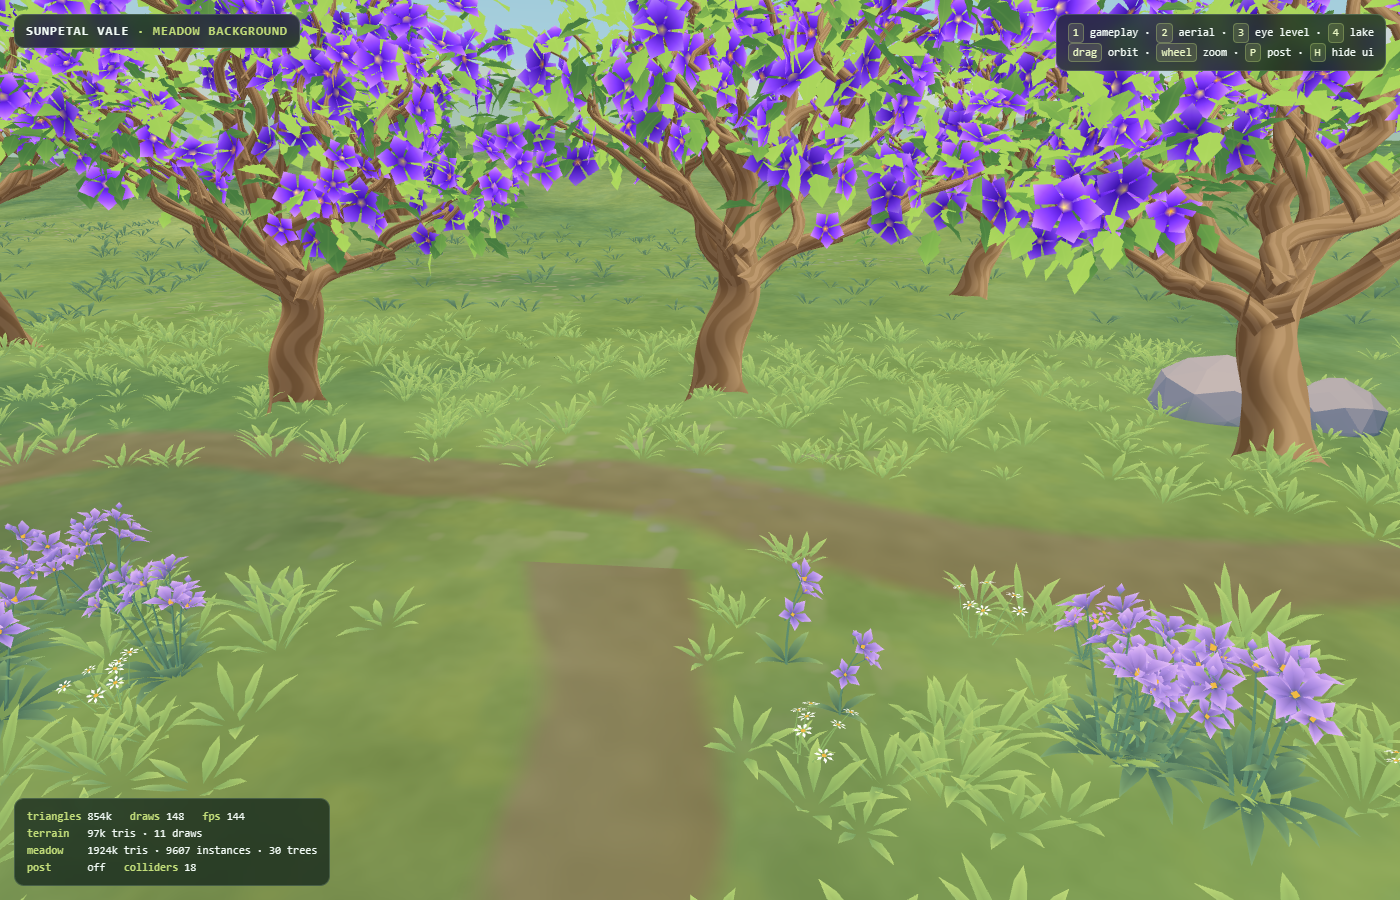 SUNPETAL VALE · MEADOW BACKGROUND
1 gameplay · 2 aerial · 3 eye level · 4 lake
drag orbit · wheel zoom · P post · H hide ui
triangles 854k draws 148 fps 144
terrain 97k tris · 11 draws
meadow 1924k tris · 9607 instances · 30 trees
post off colliders 18